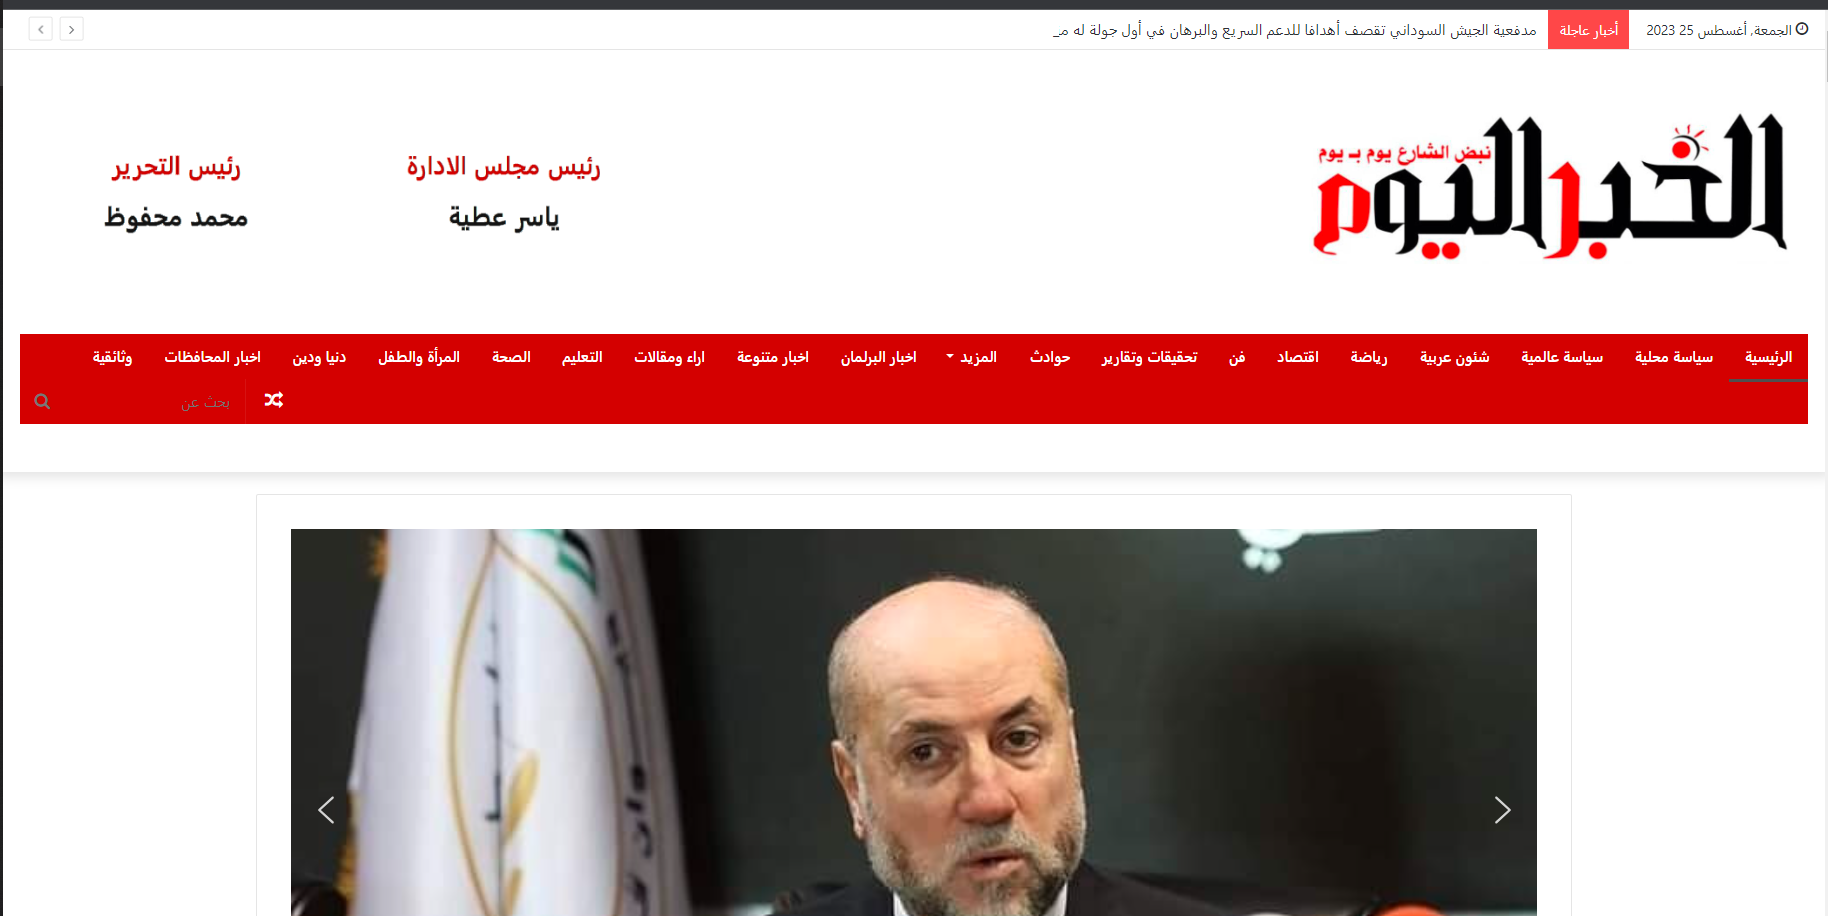 الجمعة, أغسطس 25 2023
أخبار عاجلة
مدفعية الجيش السوداني تقصف أهدافا للدعم السريع والبرهان في أول جولة له مـ_
الخبر اليوم
نبض الشارع يوم بـ يوم
رئيس مجلس الادارة
ياسر عطية
رئيس التحرير
محمد محفوظ
الرئيسية سياسة محلية سياسة عالمية شئون عربية رياضة اقتصاد فن تحقيقات وتقارير حوادث المزيد اخبار البرلمان اخبار متنوعة اراء ومقالات التعليم الصحة المرأة والطفل دنيا ودين اخبار المحافظات وثائقية
بحث عن